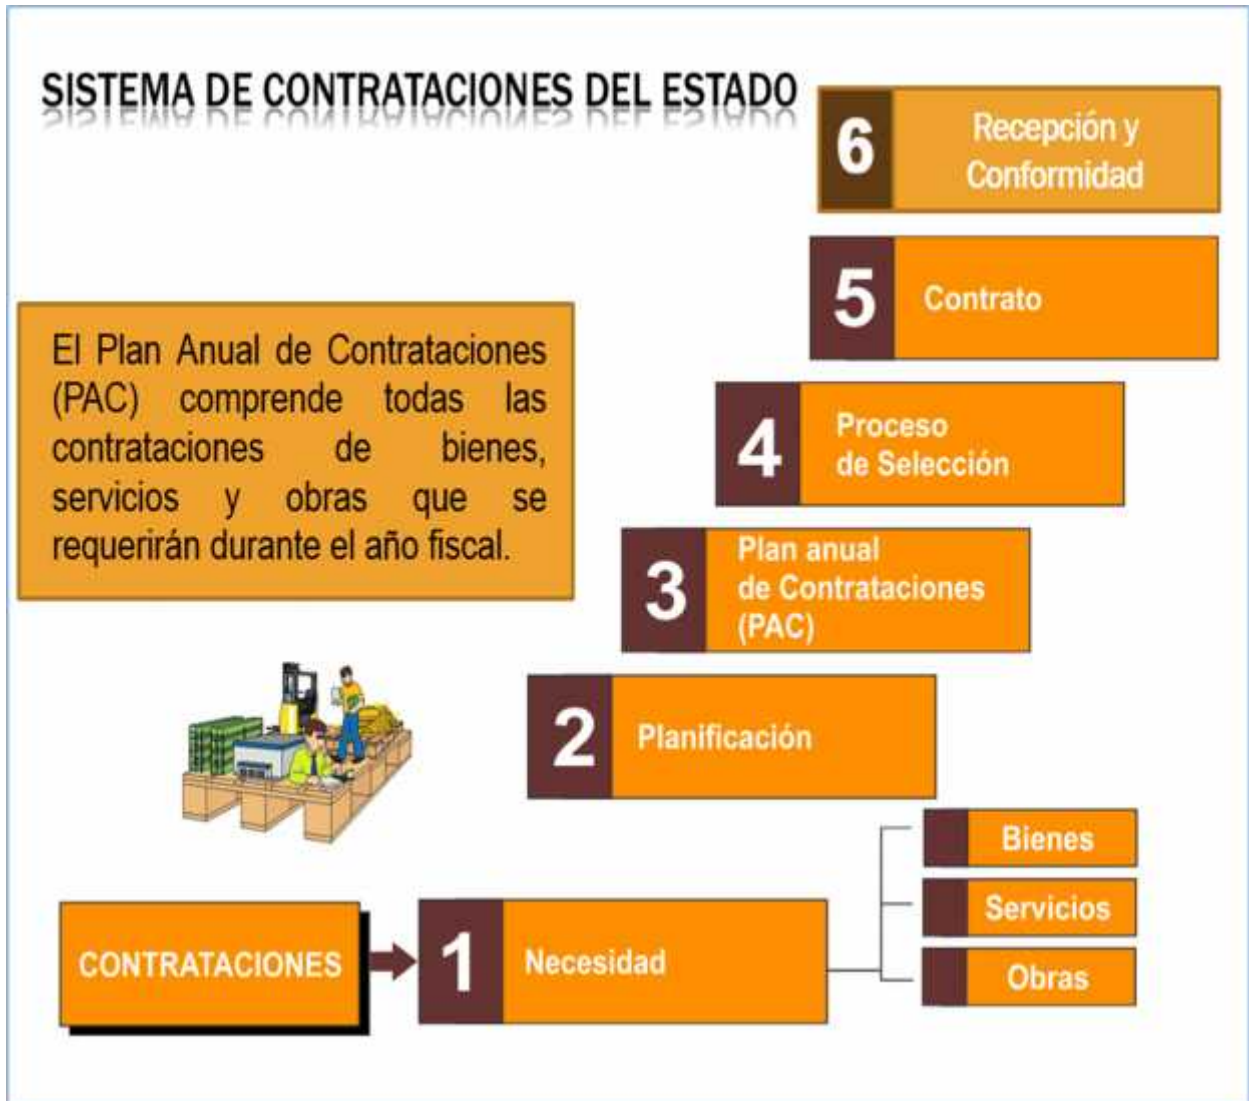 SISTEMA DE CONTRATACIONES DEL ESTADO
6
Recepción y
Conformidad
5
Contrato
El Plan Anual de Contrataciones
(PAC) comprende todas las
contrataciones de bienes,
servicios y obras que se
requerirán durante el año fiscal.
4
Proceso
de Selección
3
Plan anual
de Contrataciones
(PAC)
2
Planificación
CONTRATACIONES
1
Necesidad
Bienes
Servicios
Obras